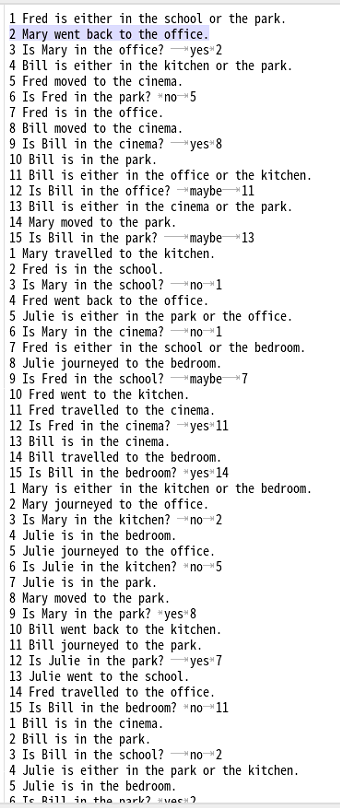 1 Fred is either in the school or the park.
2 Mary went back to the office.
3 Is Mary in the office? yes 2
4 Bill is either in the kitchen or the park.
5 Fred moved to the cinema.
6 Is Fred in the park? no 5
7 Fred is in the office.
8 Bill moved to the cinema.
9 Is Bill in the cinema? yes 8
10 Bill is in the park.
11 Bill is either in the office or the kitchen.
12 Is Bill in the office? maybe 11
13 Bill is either in the cinema or the park.
14 Mary moved to the park.
15 Is Bill in the park? maybe 13
1 Mary travelled to the kitchen.
2 Fred is in the school.
3 Is Mary in the school? no 1
4 Fred went back to the office.
5 Julie is either in the park or the office.
6 Is Mary in the cinema? no 1
7 Fred is either in the school or the bedroom.
8 Julie journeyed to the bedroom.
9 Is Fred in the school? maybe 7
10 Fred went to the kitchen.
11 Fred travelled to the cinema.
12 Is Fred in the cinema? yes 11
13 Bill is in the cinema.
14 Bill travelled to the bedroom.
15 Is Bill in the bedroom? yes 14
1 Mary is either in the kitchen or the bedroom.
2 Mary journeyed to the office.
3 Is Mary in the kitchen? no 2
4 Julie is in the bedroom.
5 Julie journeyed to the office.
6 Is Julie in the kitchen? no 5
7 Julie is in the park.
8 Mary moved to the park.
9 Is Mary in the park? yes 8
10 Bill went back to the kitchen.
11 Bill journeyed to the park.
12 Is Julie in the park? yes 7
13 Julie went to the school.
14 Fred travelled to the office.
15 Is Bill in the bedroom? no 11
1 Bill is in the cinema.
2 Bill is in the park.
3 Is Bill in the school? no 2
4 Julie is either in the park or the kitchen.
5 Julie is in the bedroom.
6 Is Bill in the park? yes 2